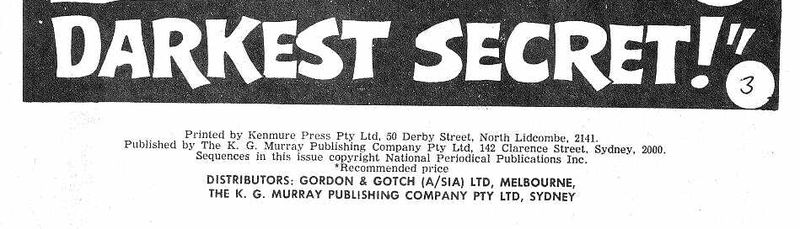 DARKEST SECRET!"
3
Printed by Kenmure Press Pty Ltd, 50 Derby Street, North Lidcombe, 2141.
Published by The K. G. Murray Publishing Company Pty Ltd, 142 Clarence Street, Sydney, 2000.
Sequences in this issue copyright National Periodical Publications Inc.
*Recommended price
DISTRIBUTORS: GORDON & GOTCH (A/SIA) LTD, MELBOURNE,
THE K. G. MURRAY PUBLISHING COMPANY PTY LTD, SYDNEY